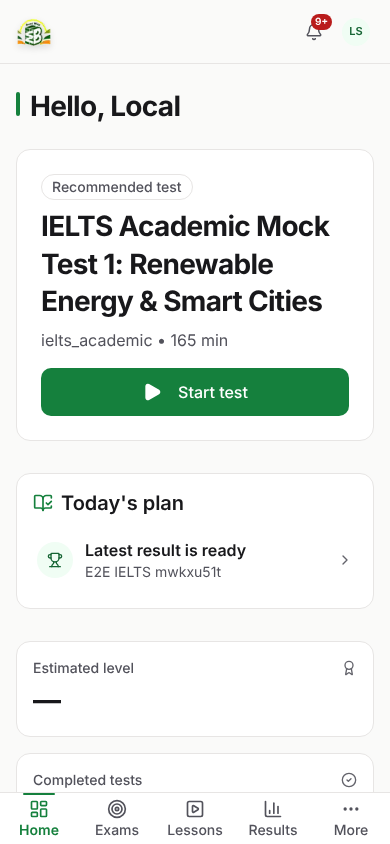 9+
LS
Hello, Local
Recommended test
IELTS Academic Mock
Test 1: Renewable
Energy & Smart Cities
ielts_academic • 165 min
Start test
Today's plan
Latest result is ready
E2E IELTS mwkxu51t
Estimated level
—
Completed tests
Home
Exams
Lessons
Results
More